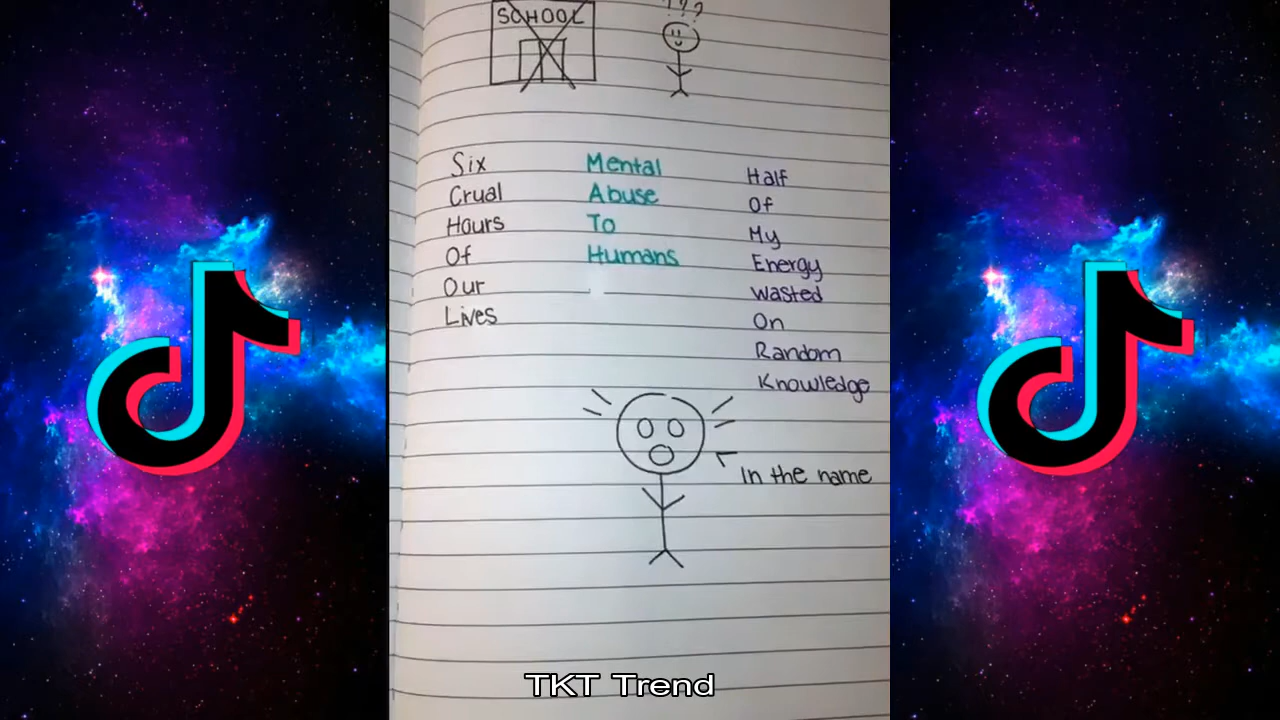 SCHOOL
???
Six
Crual
Hours
Of
Our
Lives
Mental
Abuse
To
Humans
Half
Of
My
Energy
wasted
On
Random
Knowledge
In the name
TKT Trend